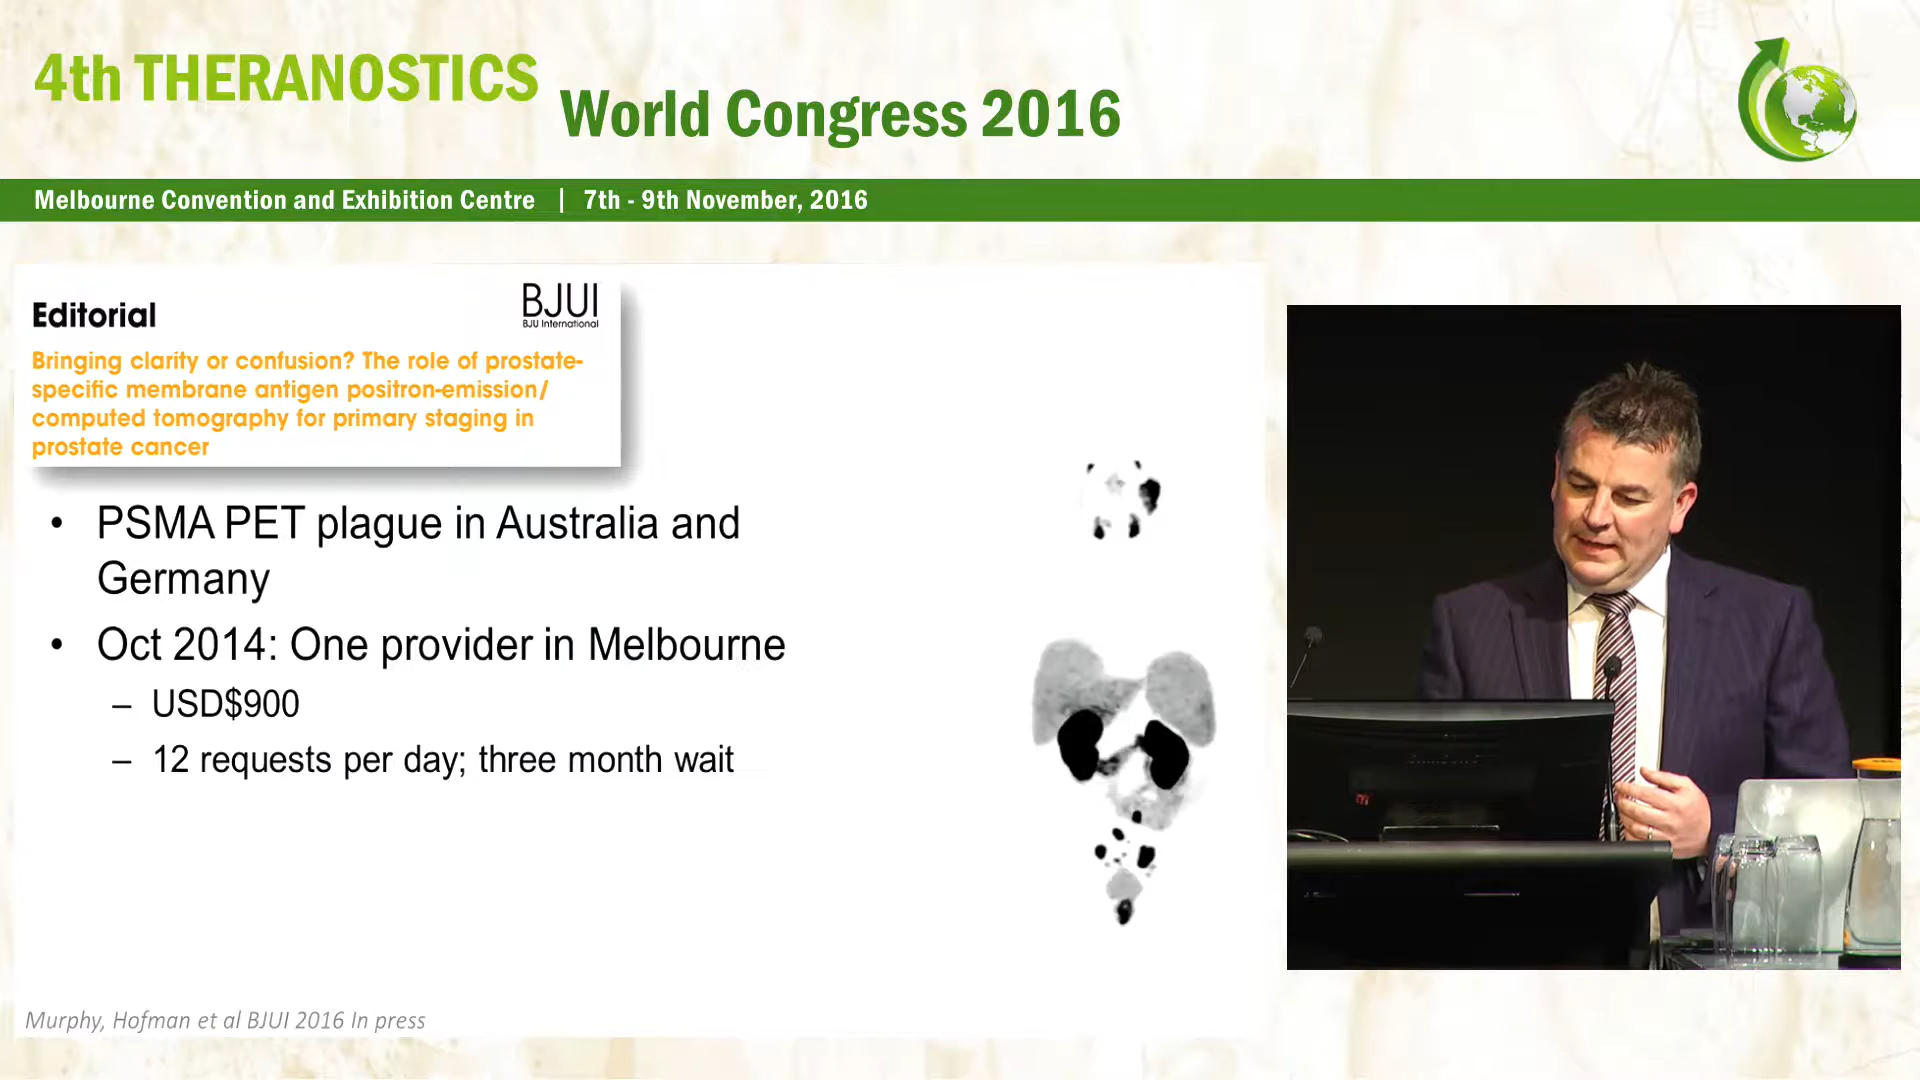 4th THERANOSTICS
World Congress 2016
Melbourne Convention and Exhibition Centre | 7th - 9th November, 2016
Editorial
BJUI
BJU International
Bringing clarity or confusion? The role of prostate-
specific membrane antigen positron-emission/
computed tomography for primary staging in
prostate cancer
• PSMA PET plague in Australia and
Germany
• Oct 2014: One provider in Melbourne
– USD$900
– 12 requests per day; three month wait
Murphy, Hofman et al BJUI 2016 In press